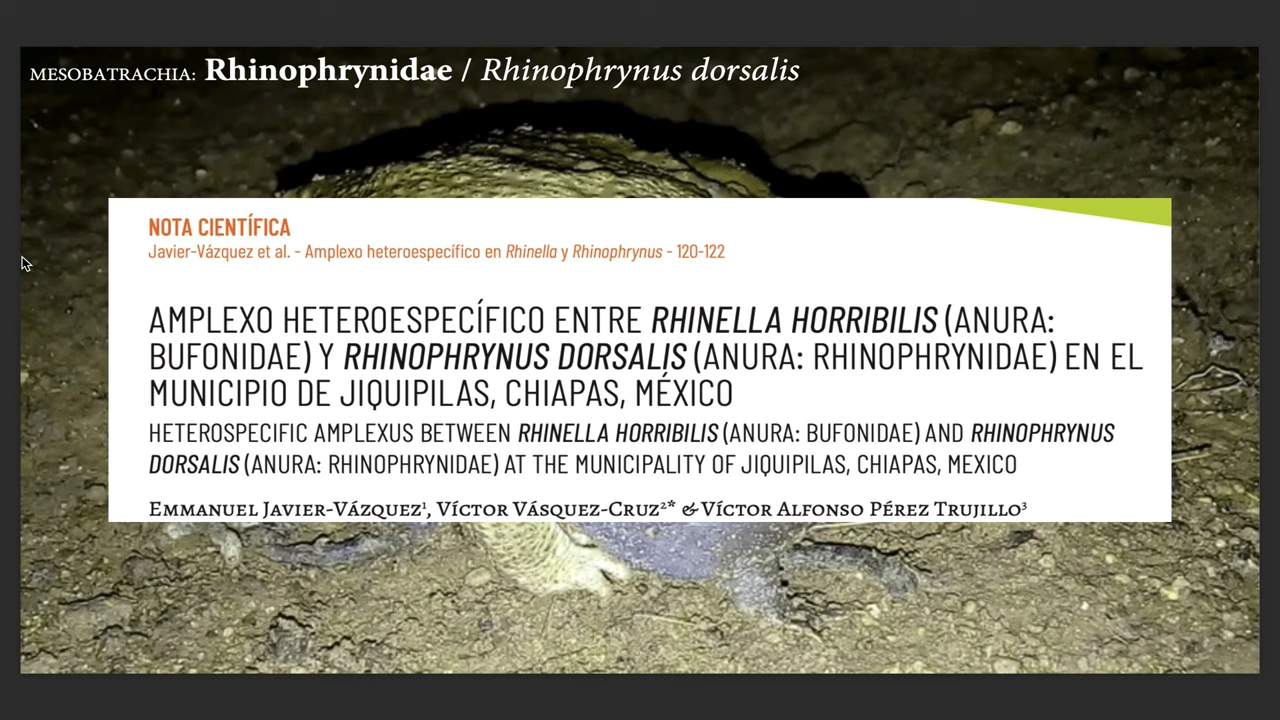 MESOBATRACHIA: Rhinophrynidae / Rhinophrynus dorsalis
NOTA CIENTÍFICA
Javier-Vázquez et al. - Amplexo heteroespecífico en Rhinella y Rhinophrynus - 120-122
AMPLEXO HETEROESPECÍFICO ENTRE RHINELLA HORRIBILIS (ANURA:
BUFONIDAE) Y RHINOPHRYNUS DORSALIS (ANURA: RHINOPHRYNIDAE) EN EL
MUNICIPIO DE JIQUIPILAS, CHIAPAS, MÉXICO
HETEROSPECIFIC AMPLEXUS BETWEEN RHINELLA HORRIBILIS (ANURA: BUFONIDAE) AND RHINOPHRYNUS
DORSALIS (ANURA: RHINOPHRYNIDAE) AT THE MUNICIPALITY OF JIQUIPILAS, CHIAPAS, MEXICO
Emmanuel Javier-Vázquez¹, Víctor Vásquez-Cruz²* & Víctor Alfonso Pérez Trujillo³